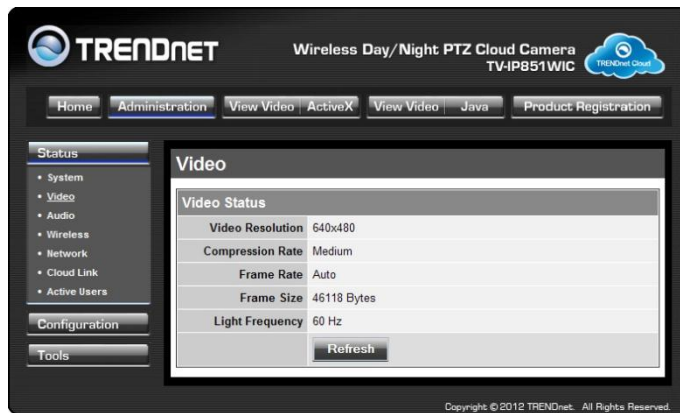 TRENDNET
Wireless Day/Night PTZ Cloud Camera
TV-IP851WIC
TRENDnet Cloud
Home Administration View Video ActiveX View Video Java Product Registration
Status
• System
• Video
• Audio
• Wireless
• Network
• Cloud Link
• Active Users
Configuration
Tools
Video
Video Status
Video Resolution 640x480
Compression Rate Medium
Frame Rate Auto
Frame Size 46118 Bytes
Light Frequency 60 Hz
Refresh
Copyright © 2012 TRENDnet. All Rights Reserved.